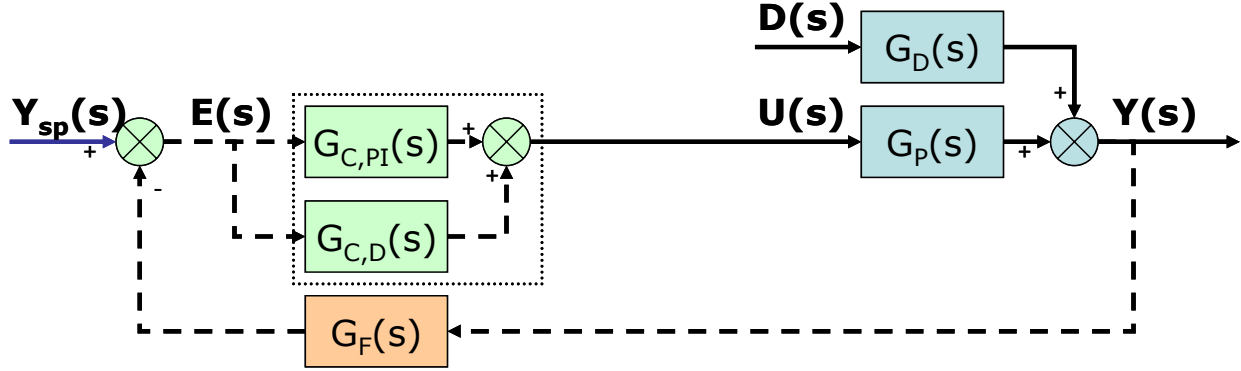 D(s)
G_D(s)
+
Y_sp(s)
+
-
E(s)
G_C,PI(s)
+
+
G_C,D(s)
U(s)
G_P(s)
+
Y(s)
G_F(s)